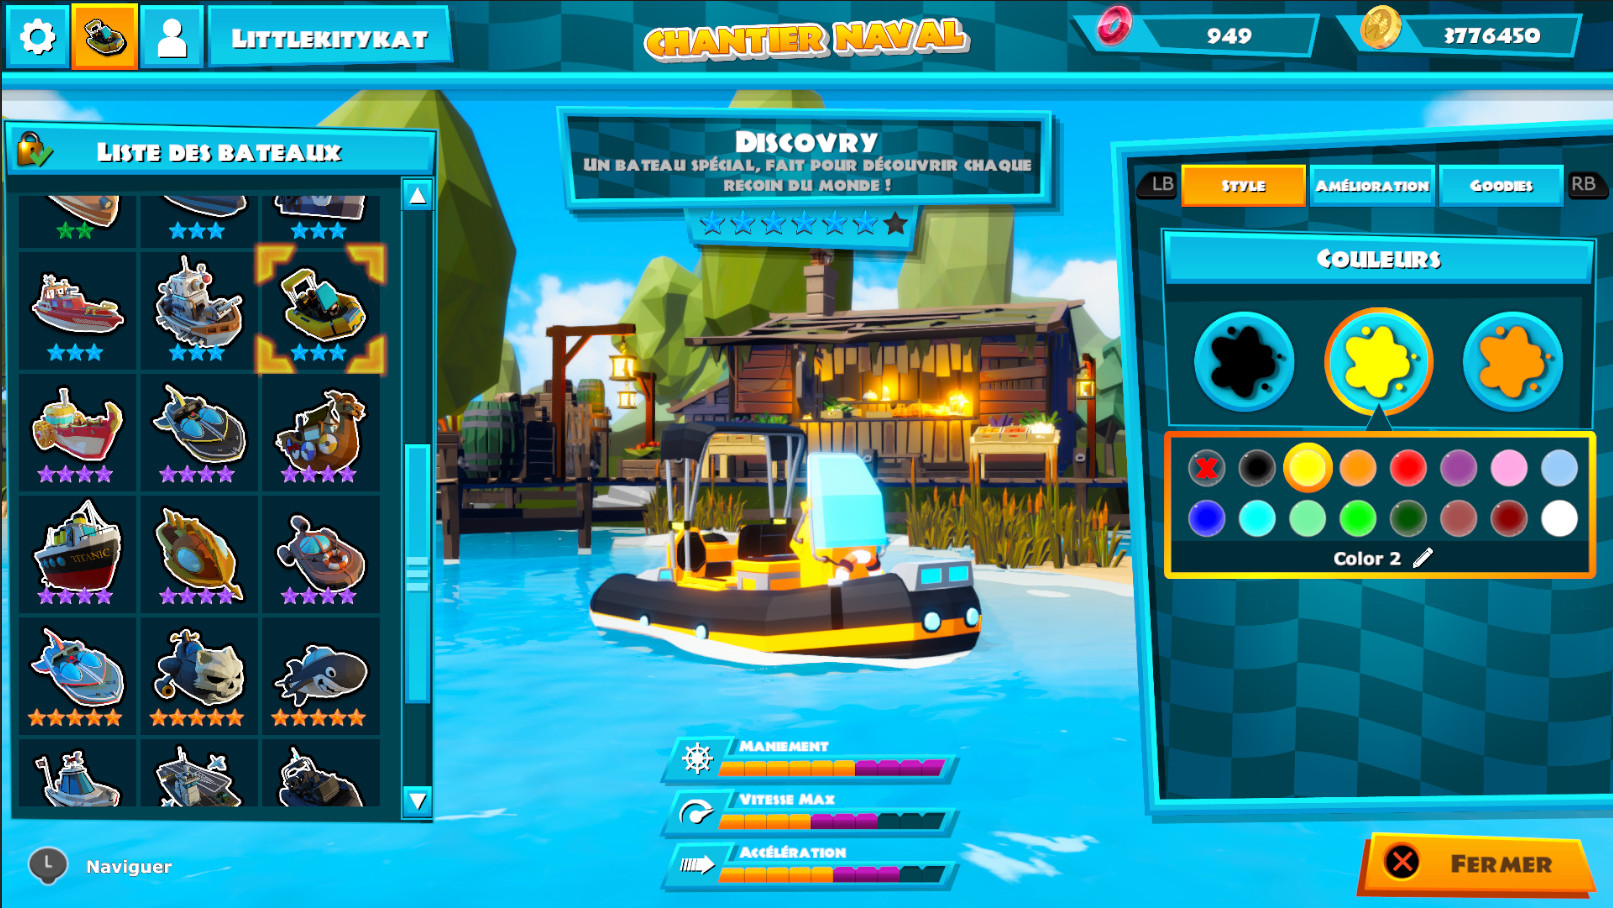 Littlekitykat
Chantier Naval
949
3776450
Liste des bateaux
Discovry
Un bateau spécial, fait pour découvrir chaque
recoin du monde !
LB
Style
Amélioration
Goodies
RB
Couleurs
Color 2
TITANIC
Maniement
Vitesse Max
Accélération
L
Naviguer
Fermer